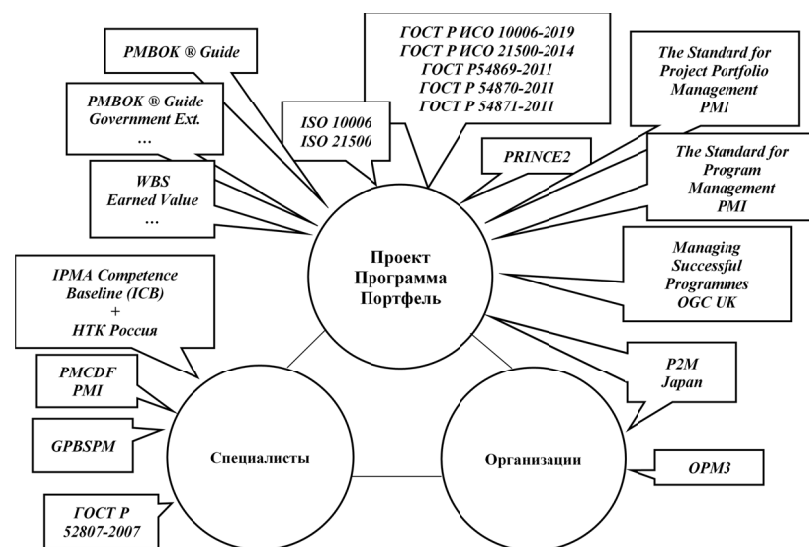 PMBOK ® Guide
ГОСТ Р ИСО 10006-2019
ГОСТ Р ИСО 21500-2014
ГОСТ Р54869-2011
ГОСТ Р 54870-2011
ГОСТ Р 54871-2011
The Standard for
Project Portfolio
Management
PMI
PMBOK ® Guide
Government Ext.
...
ISO 10006
ISO 21500
PRINCE2
The Standard for
Program
Management
PMI
WBS
Earned Value
...
Проект
Программа
Портфель
Managing
Successful
Programmes
OGC UK
IPMA Competence
Baseline (ICB)
+
НТК Россия
PMCDF
PMI
P2M
Japan
GPBSPM
Специалисты
Организации
OPM3
ГОСТ Р
52807-2007